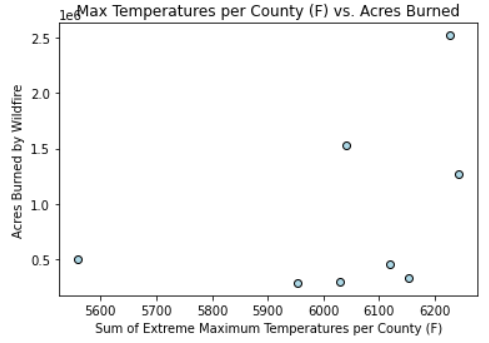 Max Temperatures per County (F) vs. Acres Burned
1e6
2.5
2.0
1.5
1.0
0.5
Acres Burned by Wildfire
5600 5700 5800 5900 6000 6100 6200
Sum of Extreme Maximum Temperatures per County (F)